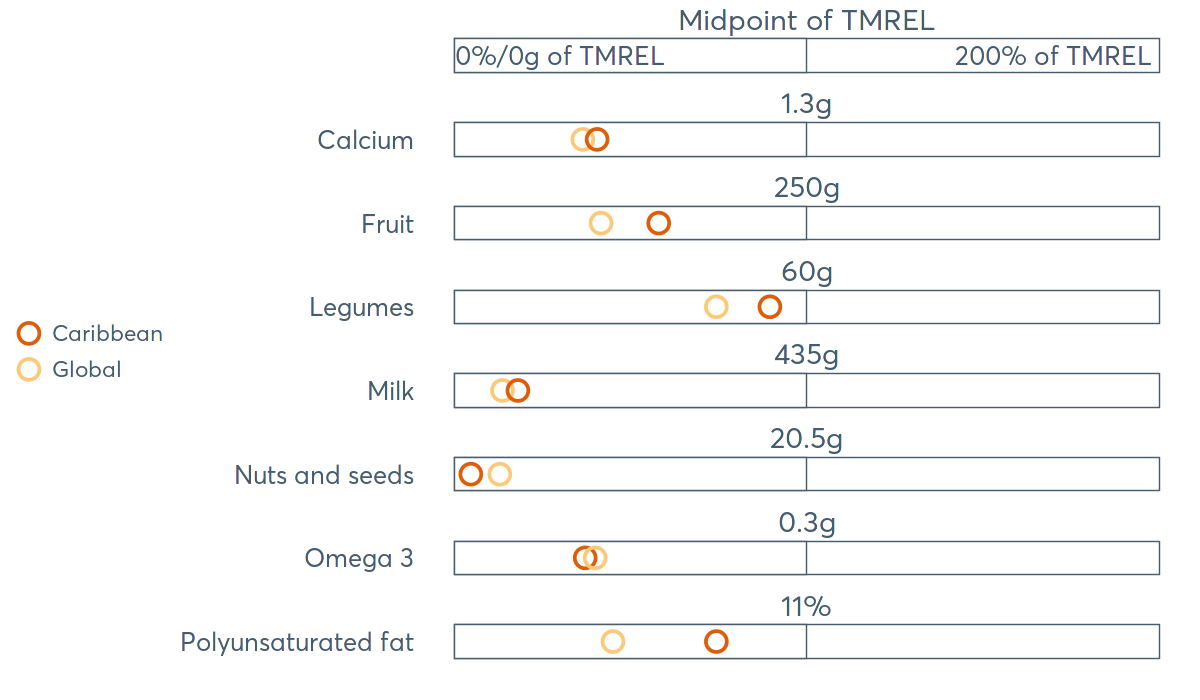 Midpoint of TMREL
0%/0g of TMREL 200% of TMREL
1.3g
Calcium
250g
Fruit
60g
Legumes
Caribbean
Global
435g
Milk
20.5g
Nuts and seeds
0.3g
Omega 3
11%
Polyunsaturated fat